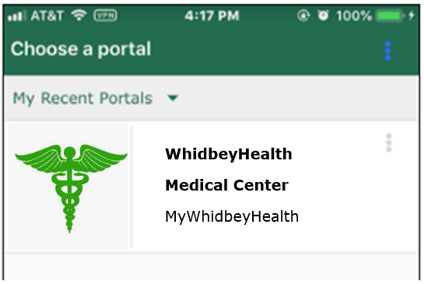 AT&T VPN 4:17 PM 100%
Choose a portal
My Recent Portals
WhidbeyHealth
Medical Center
MyWhidbeyHealth